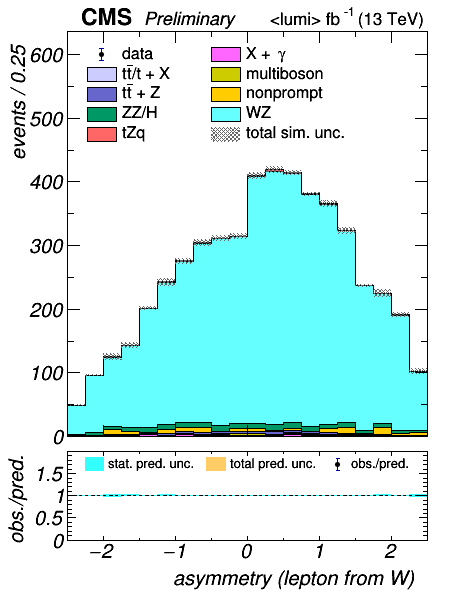 CMS Preliminary <lumi> fb⁻¹ (13 TeV)
events / 0.25
600
500
400
300
200
100
0
data
tt̄/t + X
tt̄ + Z
ZZ/H
tZq
X + γ
multiboson
nonprompt
WZ
total sim. unc.
obs./pred.
1.5
1
0.5
0
stat. pred. unc. total pred. unc. obs./pred.
−2 −1 0 1 2
asymmetry (lepton from W)